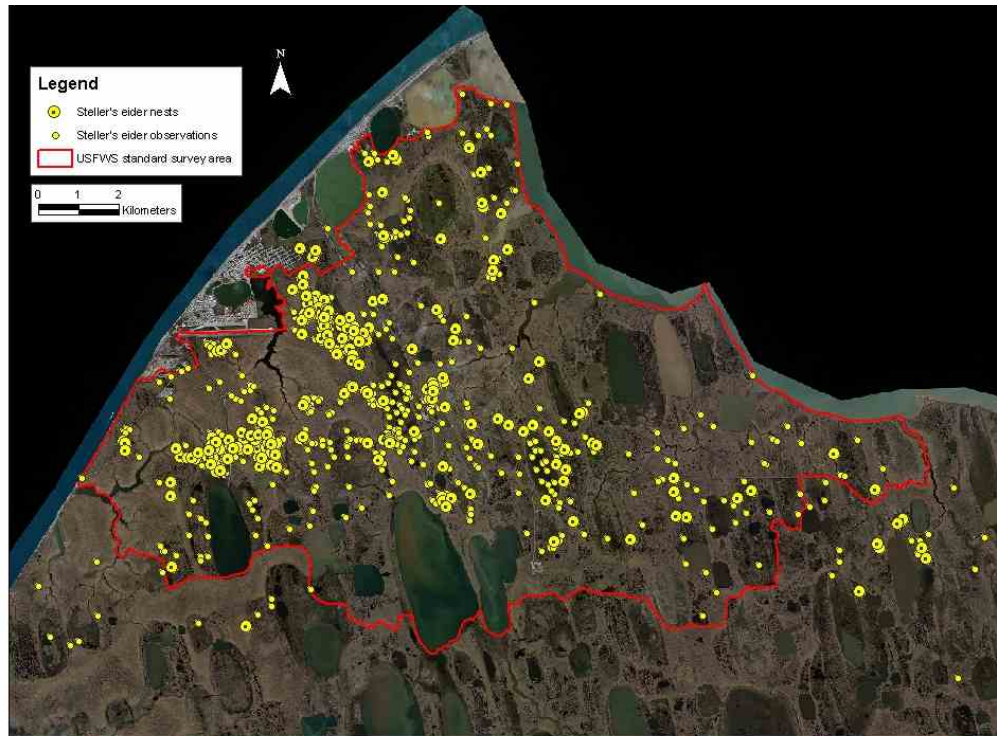 N
Legend
Steller's eider nests
Steller's eider observations
USFWS standard survey area
0 1 2
Kilometers